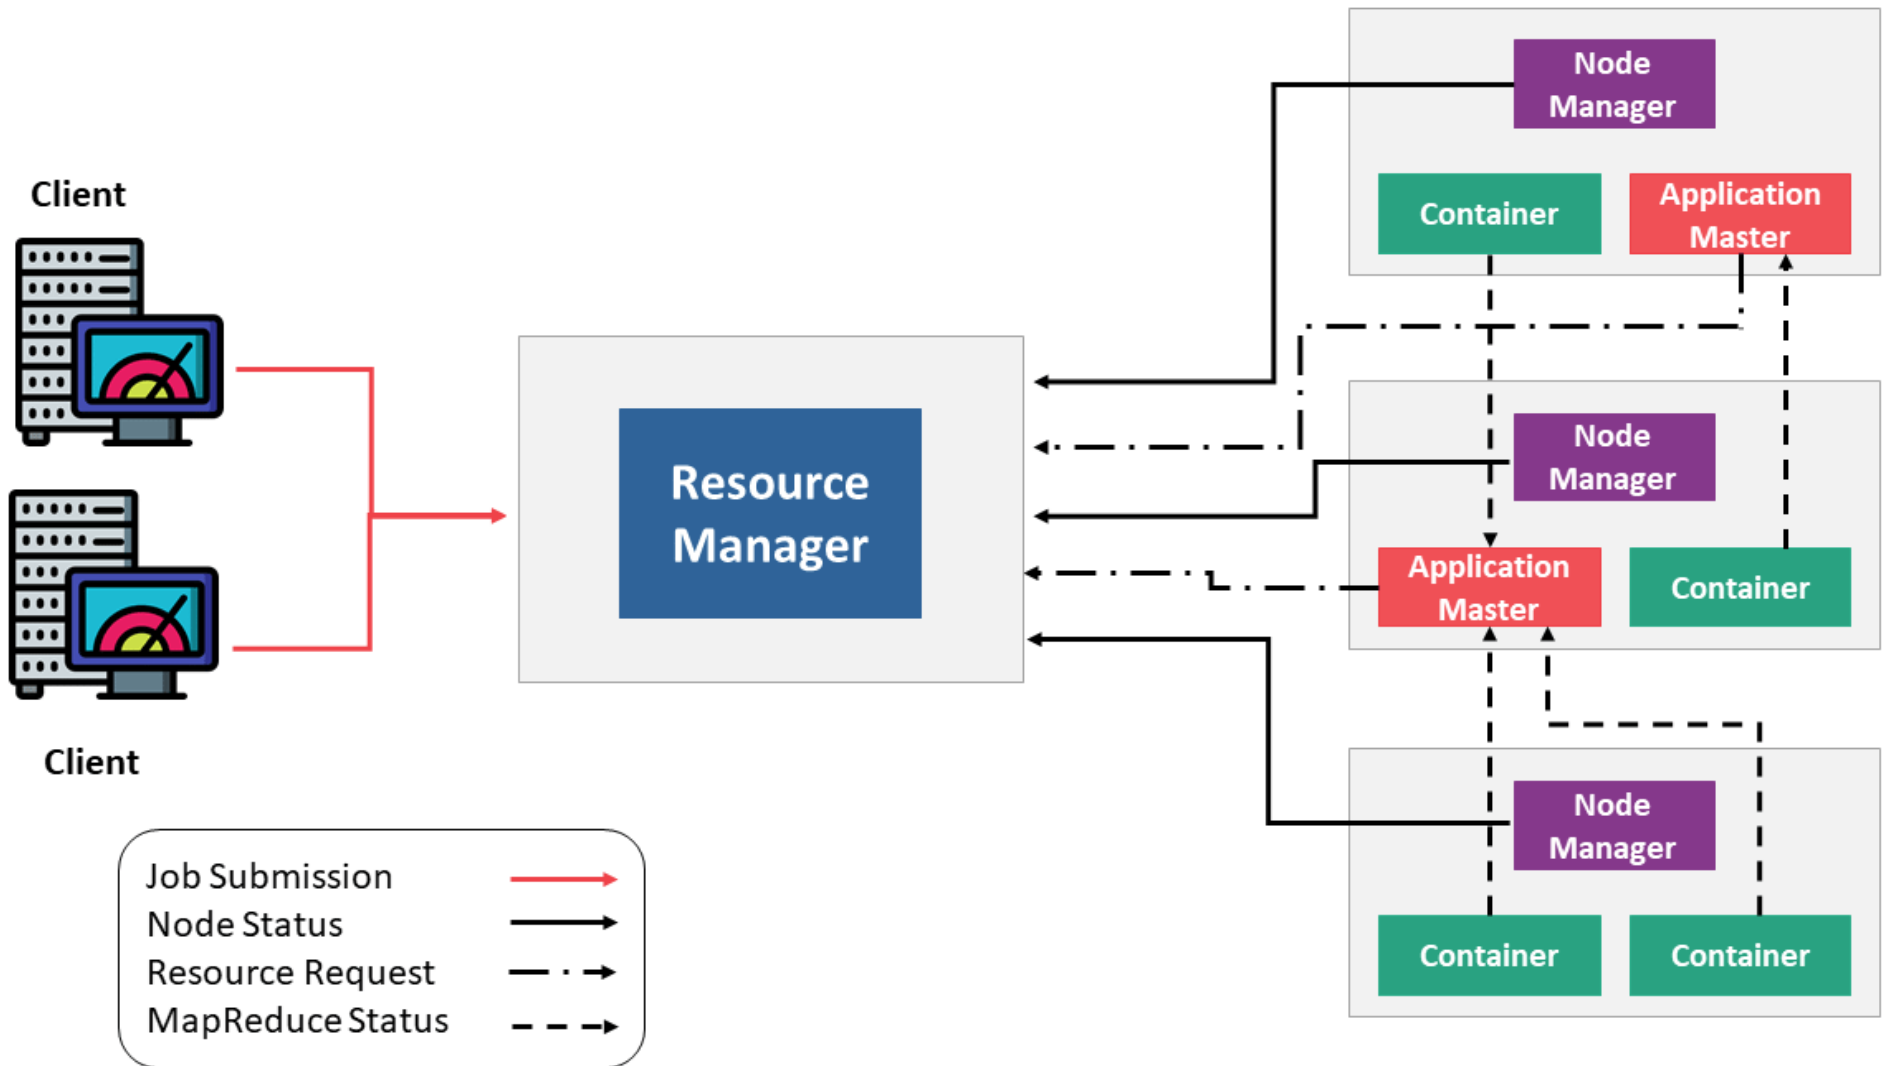 Client
Client
Resource
Manager
Node
Manager
Container
Application
Master
Node
Manager
Application
Master
Container
Node
Manager
Container
Container
Job Submission
Node Status
Resource Request
MapReduce Status